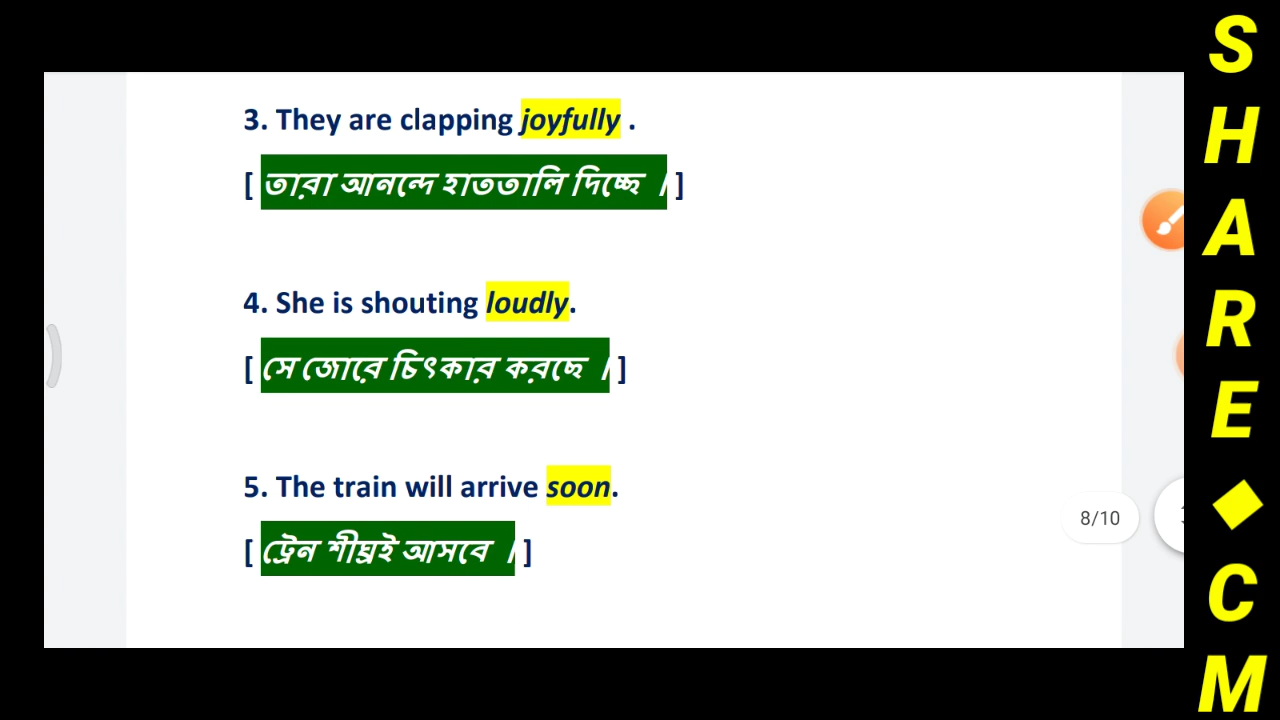 3. They are clapping joyfully .
[ তারা আনন্দে হাততালি দিচ্ছে । ]
4. She is shouting loudly.
[ সে জোরে চিৎকার করছে । ]
5. The train will arrive soon.
[ ট্রেন শীঘ্রই আসবে । ]
8/10
SHARE◆CM